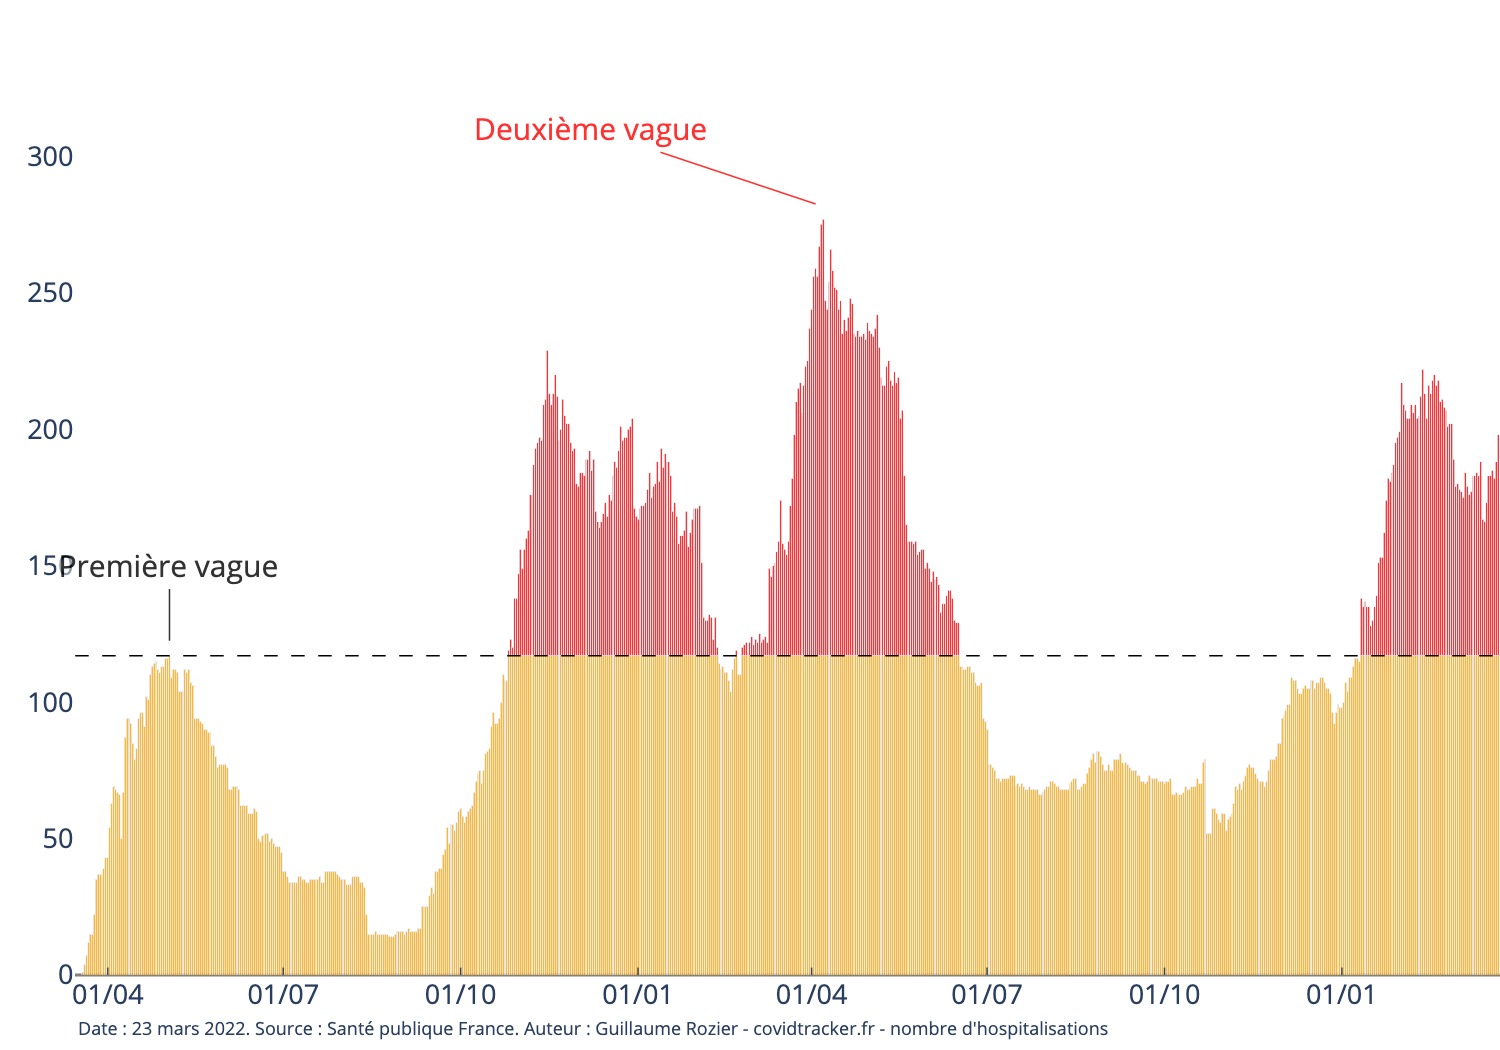 Deuxième vague
300
250
200
150
Première vague
100
50
0
01/04 01/07 01/10 01/01 01/04 01/07 01/10 01/01
Date : 23 mars 2022. Source : Santé publique France. Auteur : Guillaume Rozier - covidtracker.fr - nombre d'hospitalisations